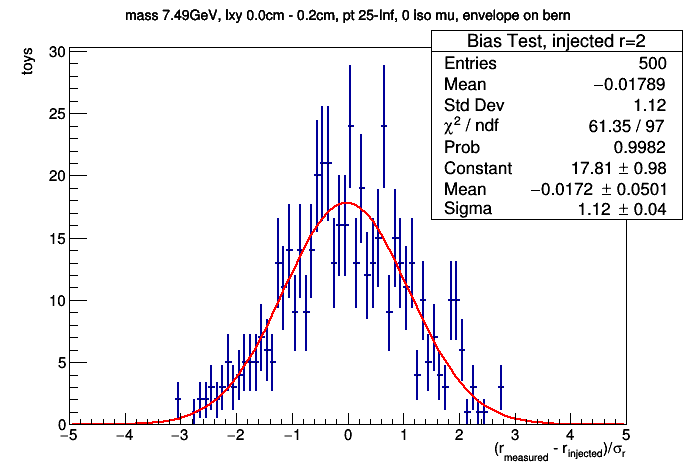 mass 7.49GeV, lxy 0.0cm - 0.2cm, pt 25-Inf, 0 Iso mu, envelope on bern
Bias Test, injected r=2
Entries 500
Mean −0.01789
Std Dev 1.12
χ² / ndf 61.35 / 97
Prob 0.9982
Constant 17.81 ± 0.98
Mean −0.0172 ± 0.0501
Sigma 1.12 ± 0.04
toys
30
25
20
15
10
5
0
−5 −4 −3 −2 −1 0 1 2 3 4 5
(r_measured - r_injected)/σ_r